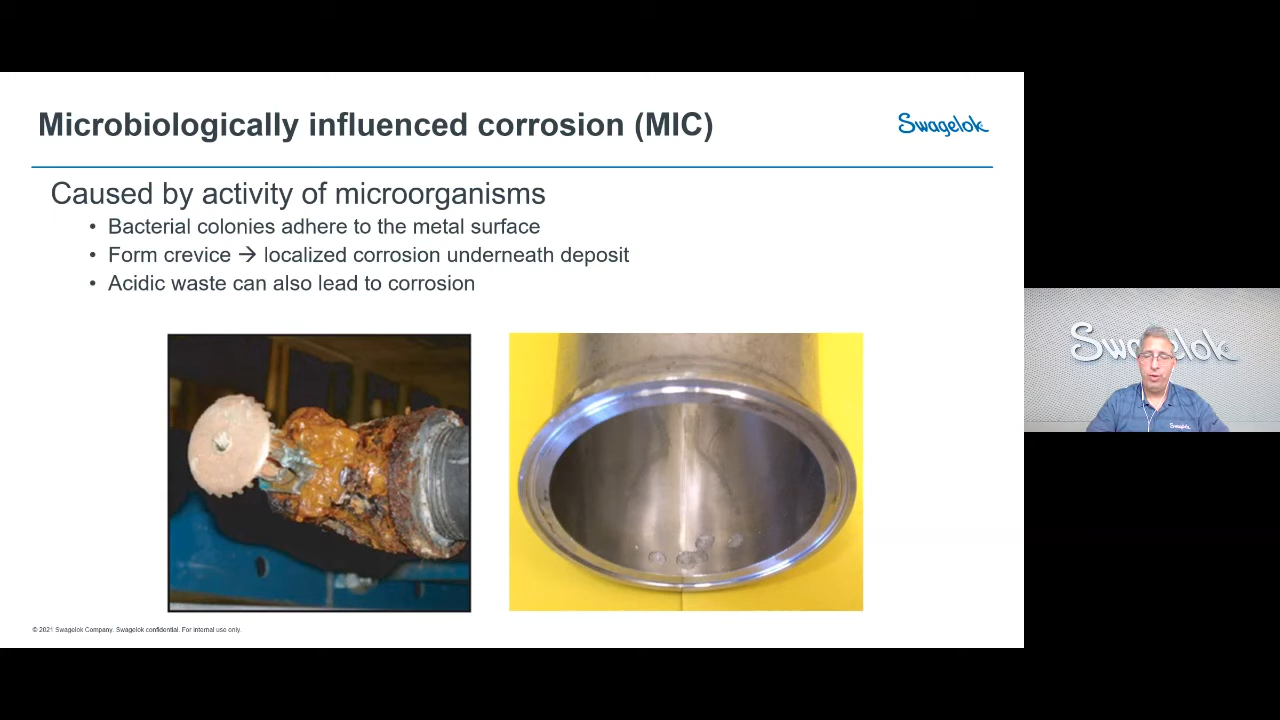 Microbiologically influenced corrosion (MIC)
Swagelok
Caused by activity of microorganisms
• Bacterial colonies adhere to the metal surface
• Form crevice → localized corrosion underneath deposit
• Acidic waste can also lead to corrosion
Swagelok
Swagelok
© 2021 Swagelok Company. Swagelok confidential. For internal use only.